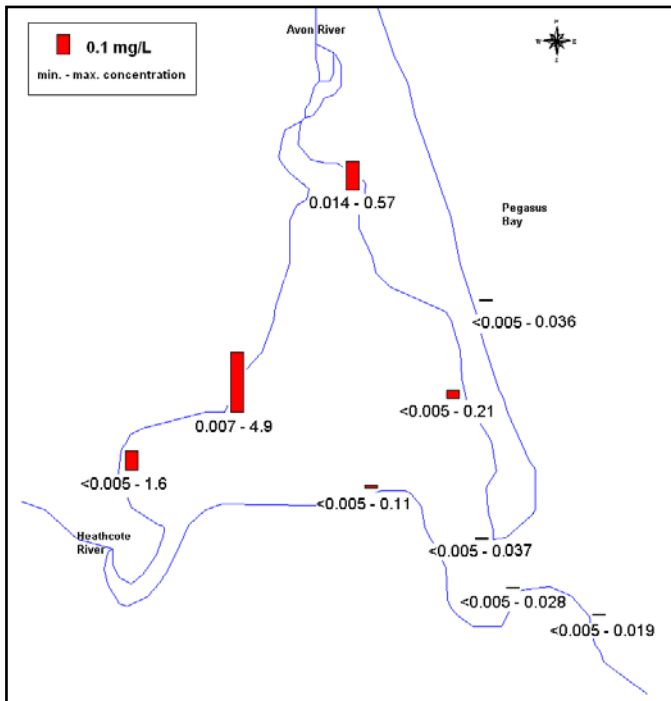 Avon River
0.1 mg/L
min. - max. concentration
N
W
E
S
0.014 - 0.57
Pegasus
Bay
<0.005 - 0.036
<0.005 - 0.21
0.007 - 4.9
<0.005 - 1.6
<0.005 - 0.11
Heathcote
River
<0.005 - 0.037
<0.005 - 0.028
<0.005 - 0.019